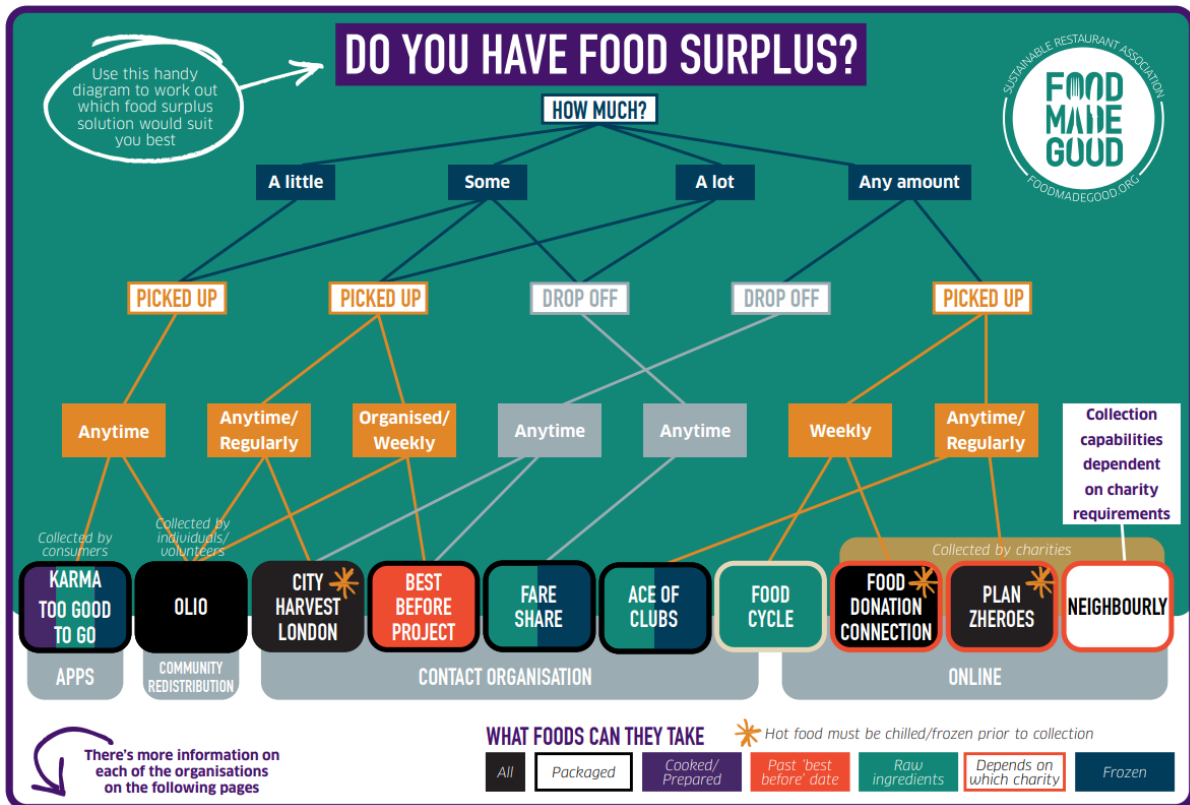 DO YOU HAVE FOOD SURPLUS?
Use this handy
diagram to work out
which food surplus
solution would suit
you best
SUSTAINABLE RESTAURANT ASSOCIATION
FOOD
MADE
GOOD
FOODMADEGOOD.ORG
HOW MUCH?
A little
Some
A lot
Any amount
PICKED UP
PICKED UP
DROP OFF
DROP OFF
PICKED UP
Anytime
Anytime/
Regularly
Organised/
Weekly
Anytime
Anytime
Weekly
Anytime/
Regularly
Collection
capabilities
dependent
on charity
requirements
Collected by
consumers
Collected by
individuals/
volunteers
Collected by charities
KARMA
TOO GOOD
TO GO
OLIO
CITY
HARVEST
LONDON
BEST
BEFORE
PROJECT
FARE
SHARE
ACE OF
CLUBS
FOOD
CYCLE
FOOD
DONATION
CONNECTION
PLAN
ZHEROES
NEIGHBOURLY
APPS
COMMUNITY
REDISTRIBUTION
CONTACT ORGANISATION
ONLINE
There's more information on
each of the organisations
on the following pages
WHAT FOODS CAN THEY TAKE
Hot food must be chilled/frozen prior to collection
All
Packaged
Cooked/
Prepared
Past 'best
before' date
Raw
ingredients
Depends on
which charity
Frozen